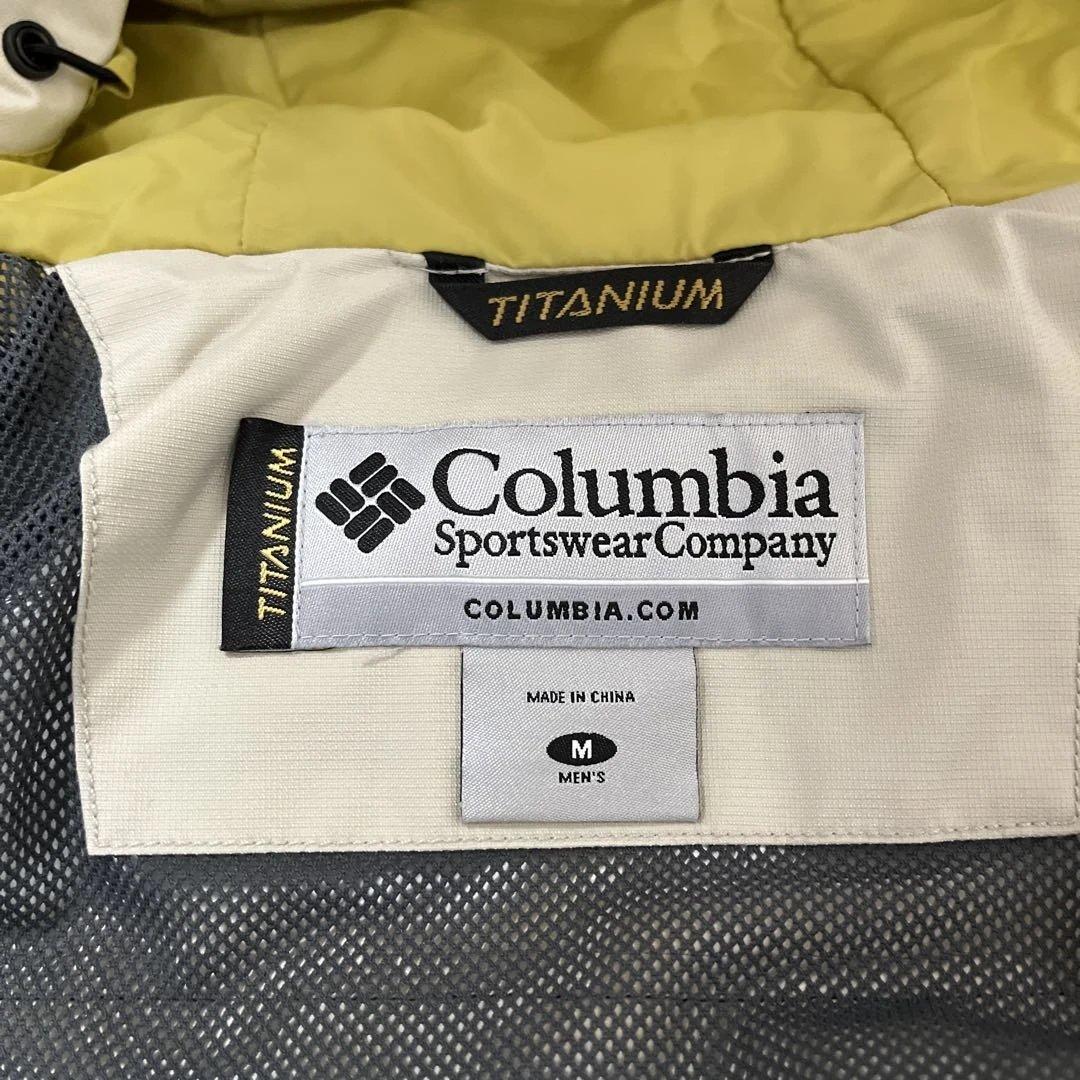 TITANIUM
TITANIUM
Columbia
Sportswear Company
COLUMBIA.COM
MADE IN CHINA
M
MEN'S